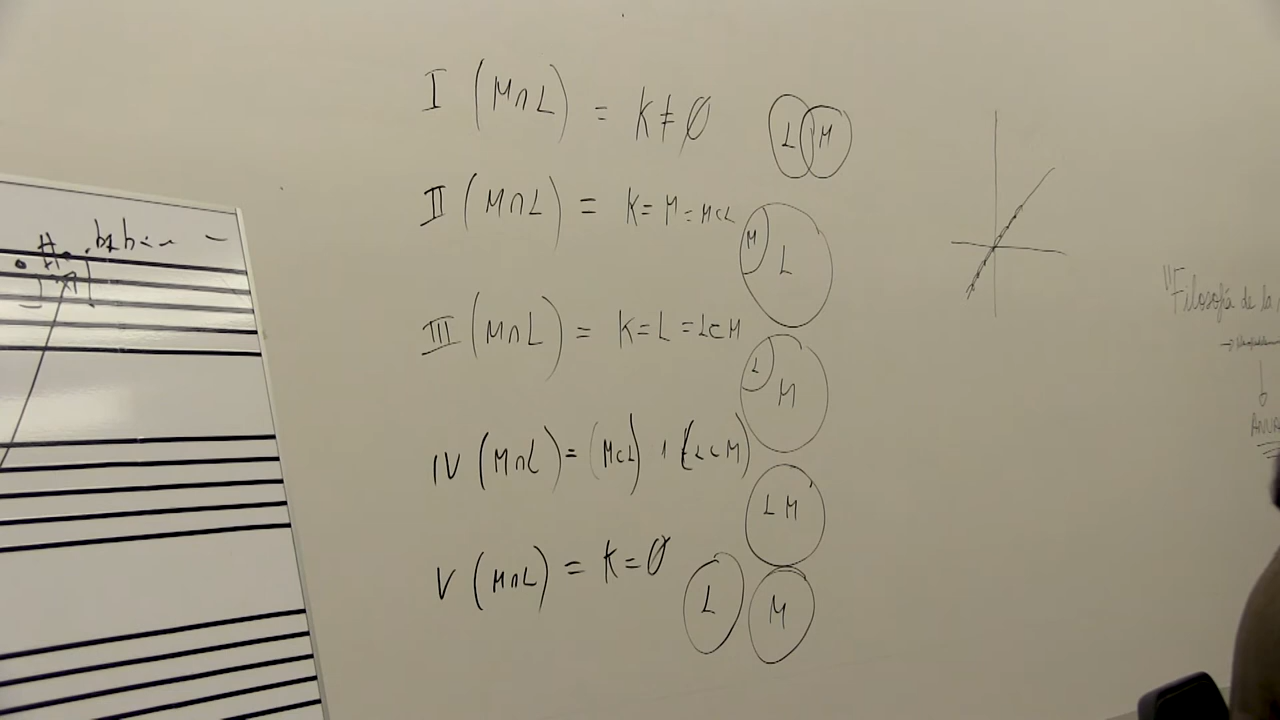 I (M∩L) = K≠∅ L M
II (M∩L) = K=M=M⊂L M L
III (M∩L) = K=L=L⊂M L M
IV (M∩L)= (M⊂L) ∧ (L⊂M) L M
V (M∩L) = K=∅ L M
"Filosofía de la